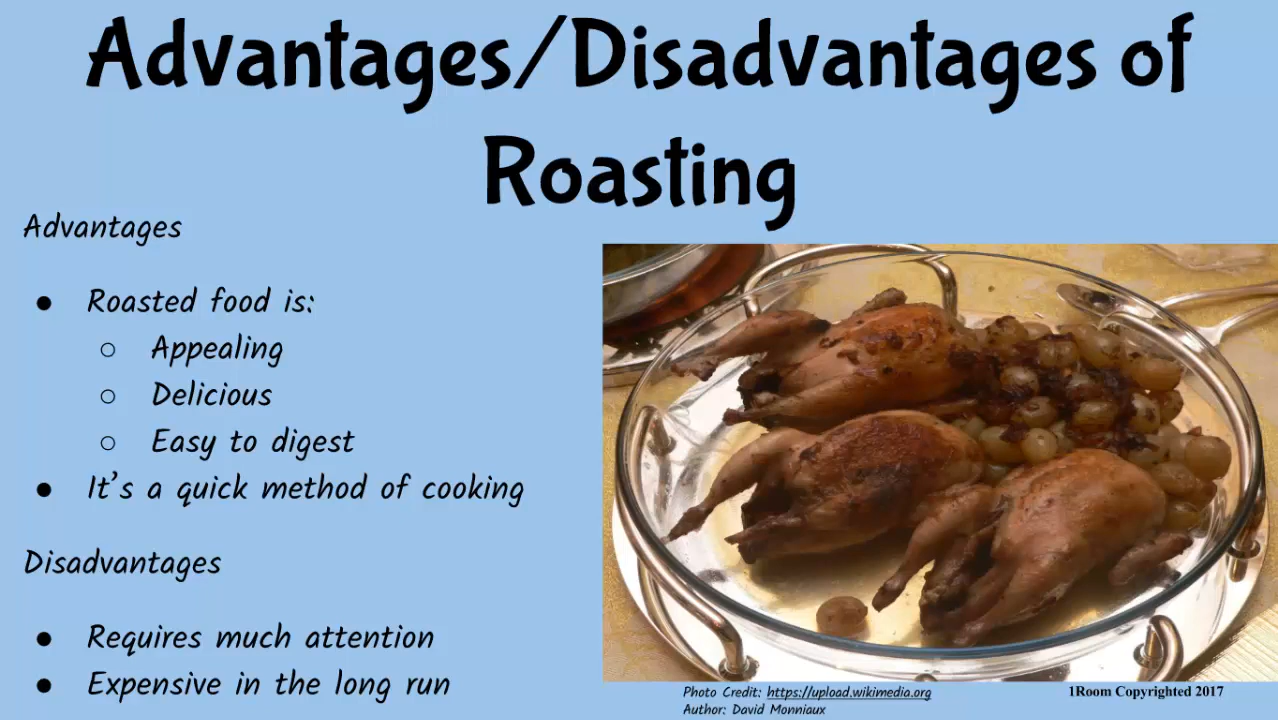 Advantages/Disadvantages of
Roasting
Advantages
● Roasted food is:
○ Appealing
○ Delicious
○ Easy to digest
● It's a quick method of cooking
Disadvantages
● Requires much attention
● Expensive in the long run
Photo Credit: https://upload.wikimedia.org
Author: David Monniaux
1Room Copyrighted 2017